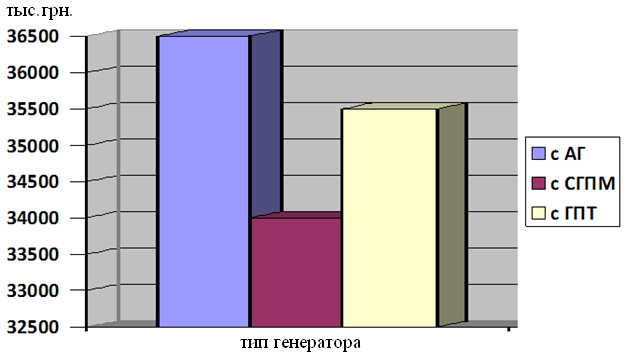 тыс.грн.
36500
36000
35500
35000
34500
34000
33500
33000
32500
тип генератора
с АГ
с СГПМ
с ГПТ